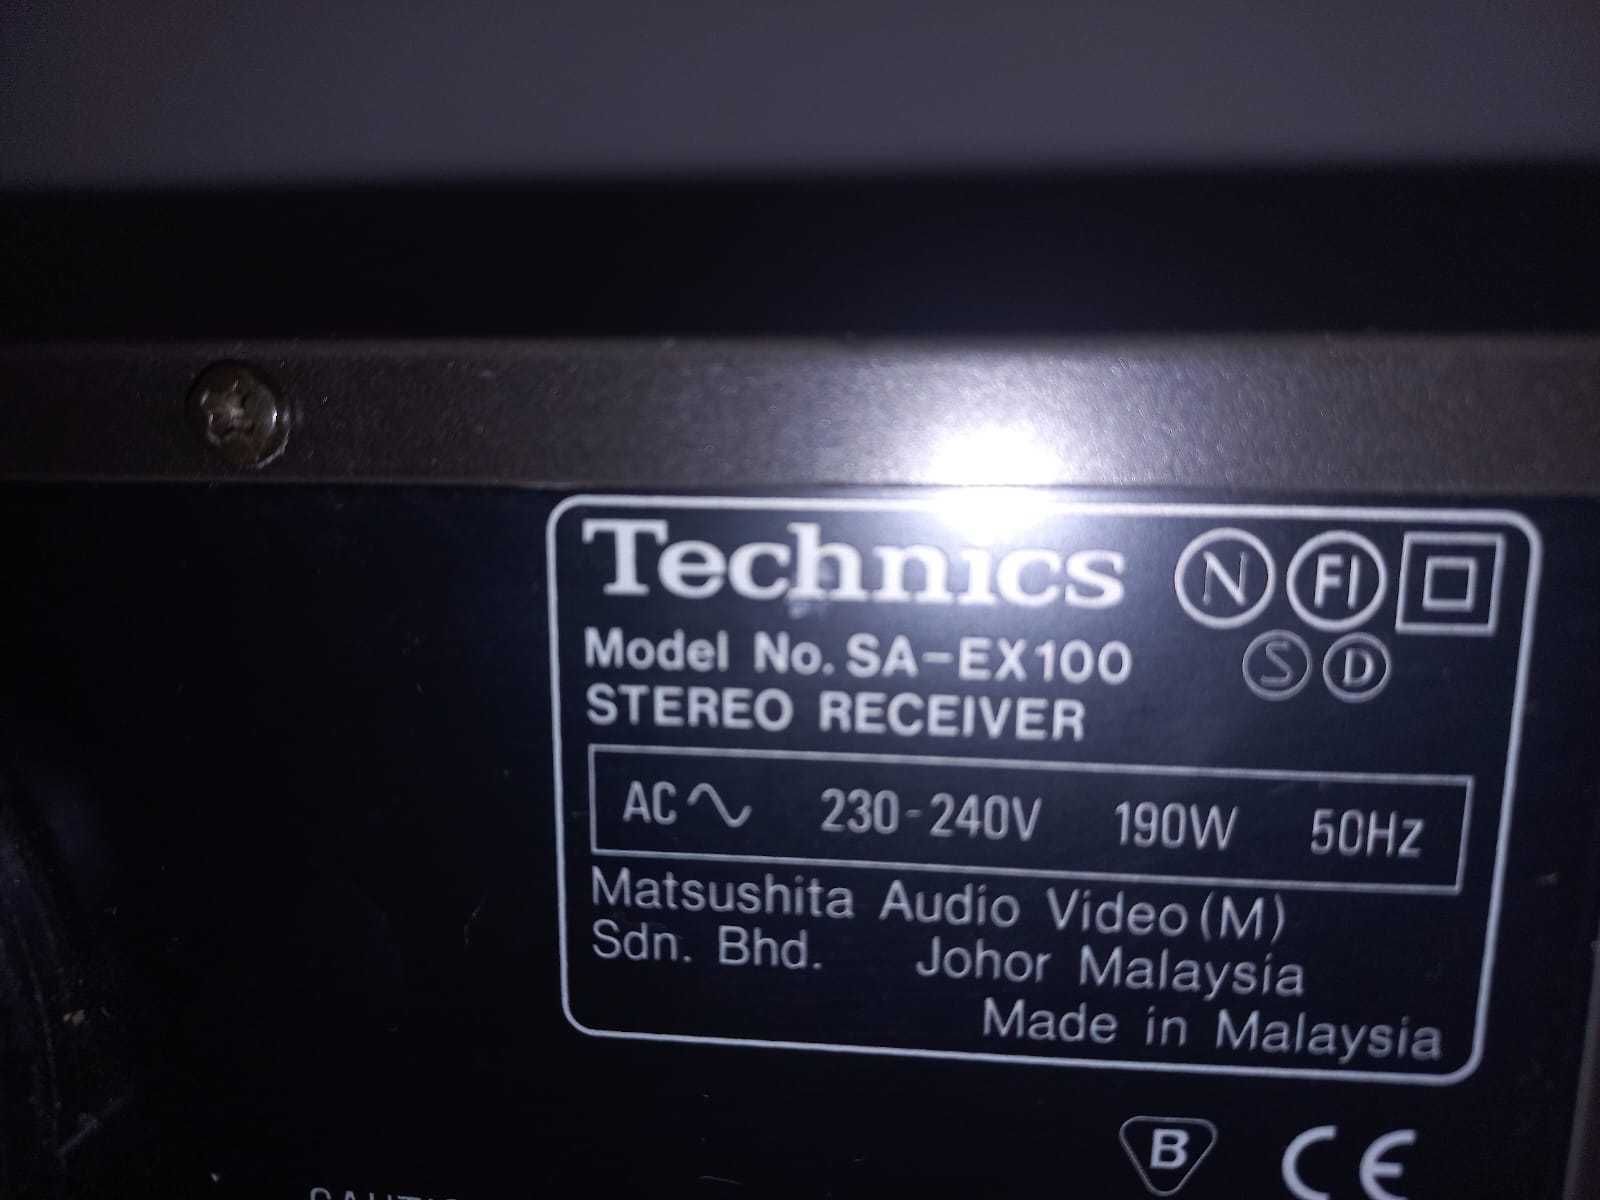 Technics N FI
Model No. SA-EX100 S D
STEREO RECEIVER
AC 230-240V 190W 50Hz
Matsushita Audio Video (M)
Sdn. Bhd. Johor Malaysia
Made in Malaysia
B CE